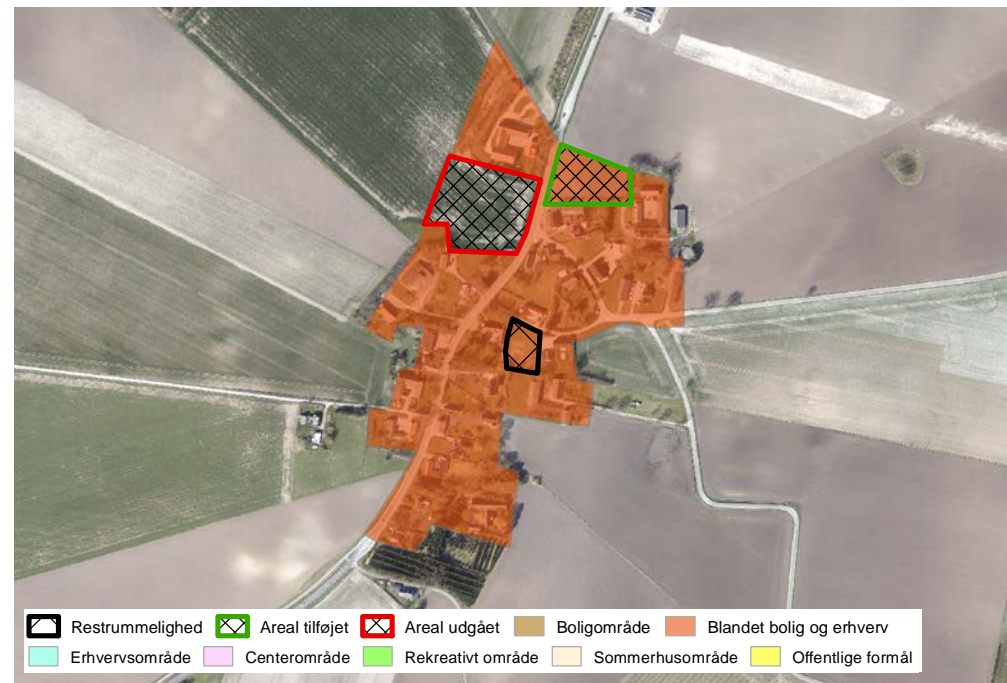 Restrummelighed Areal tilføjet Areal udgået Boligområde Blandet bolig og erhverv
Erhvervsområde Centerområde Rekreativt område Sommerhusområde Offentlige formål